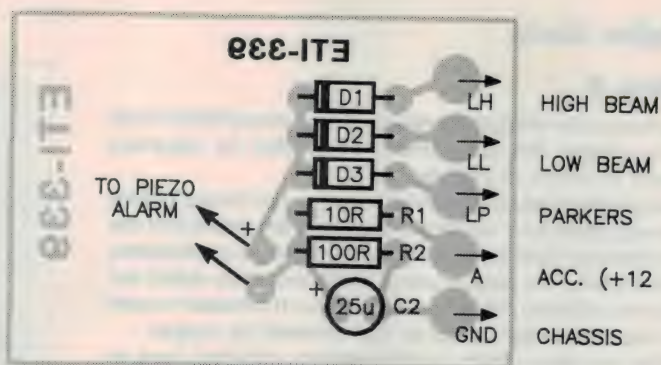 ETI-339
D1
LH
HIGH BEAM
D2
LL
LOW BEAM
D3
LP
PARKERS
TO PIEZO
ALARM
+
10R R1
100R R2
A
ACC. (+12
+
25u C2
GND
CHASSIS